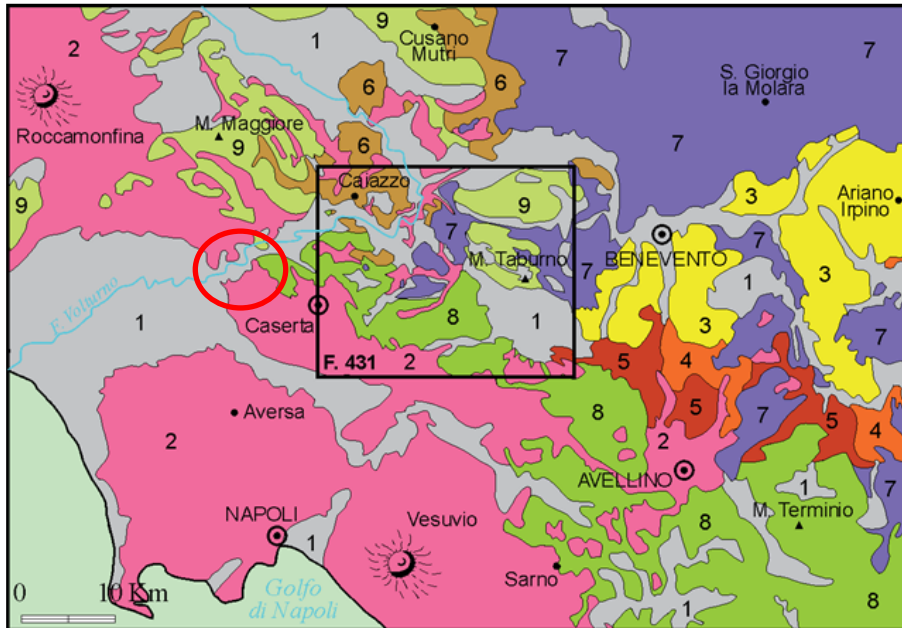 2
1
9
Cusano
Mutri
7
7
Roccamonfina
M. Maggiore
9
6
6
6
7
S. Giorgio
la Molara
Caiazzo
9
9
7
3
Ariano
Irpino
F. Volturno
M. Taburno
7
BENEVENTO
7
3
1
1
Caserta
8
1
3
7
F. 431
2
5
4
Aversa
2
8
5
7
5
4
2
AVELLINO
7
1
M. Terminio
NAPOLI
1
Vesuvio
8
Sarno
0
10 Km
Golfo
di Napoli
1
8